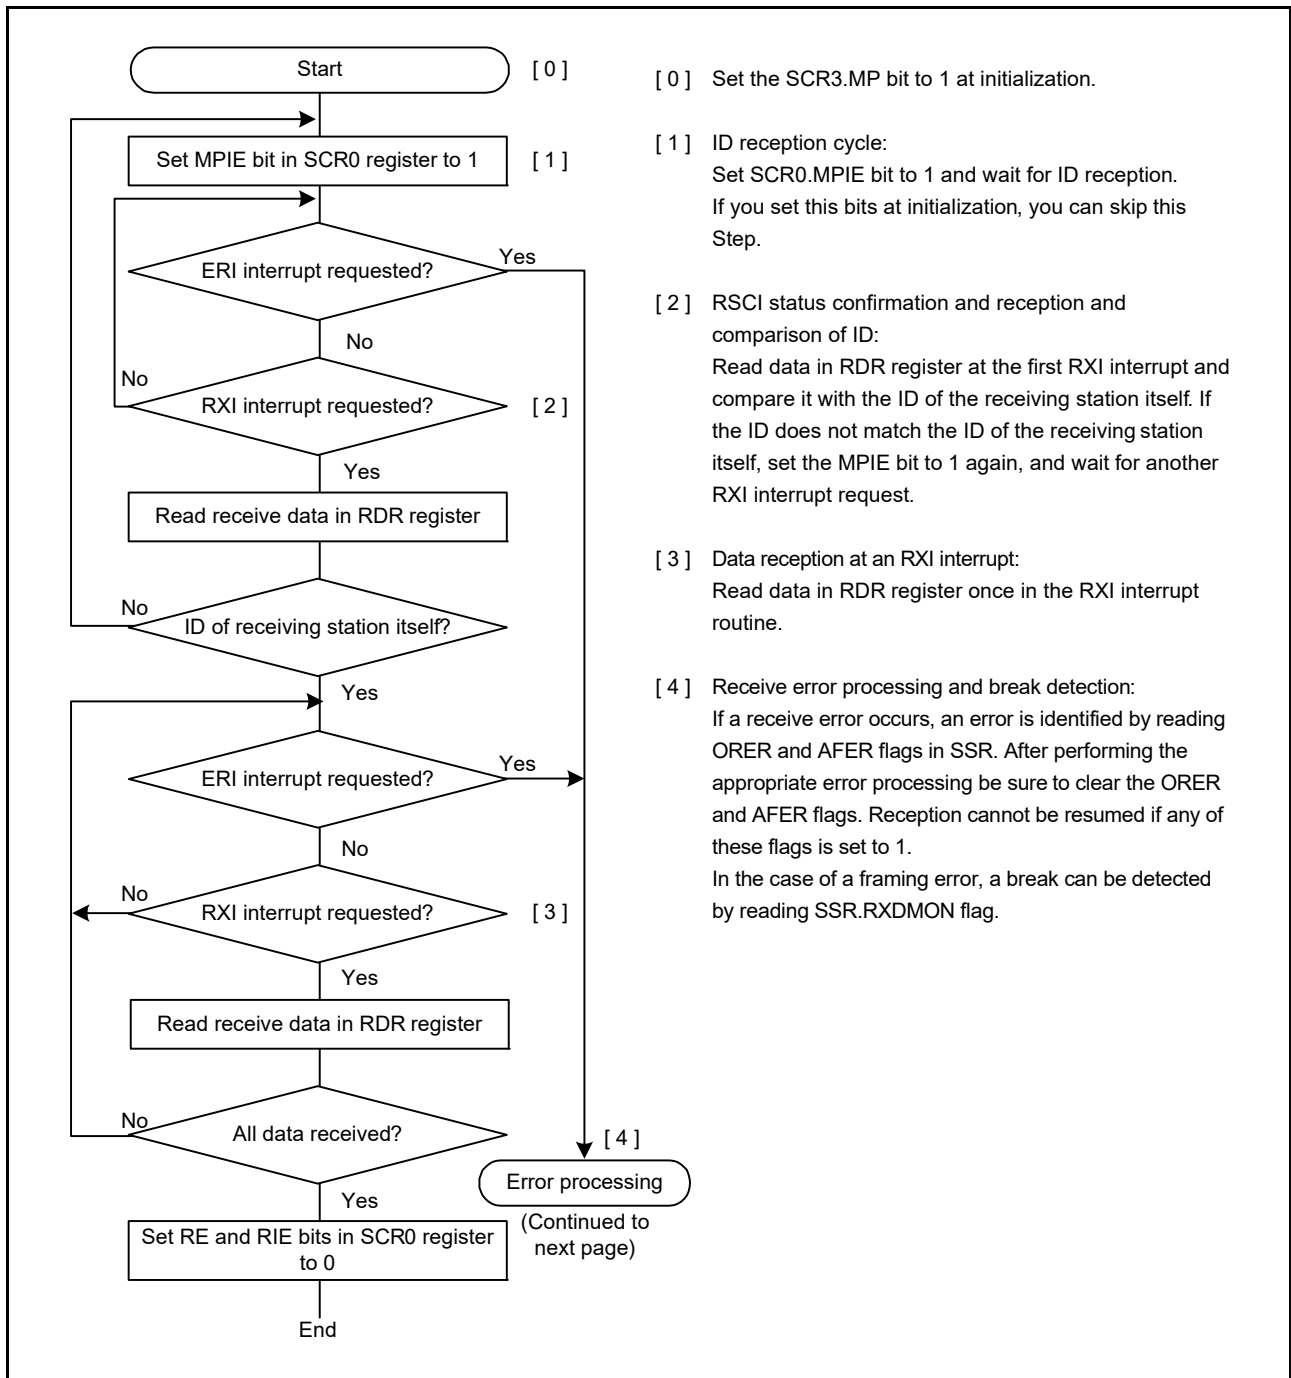 Start
[ 0 ]
Set MPIE bit in SCR0 register to 1
[ 1 ]
ERI interrupt requested?
Yes
No
No
RXI interrupt requested?
[ 2 ]
Yes
Read receive data in RDR register
No
ID of receiving station itself?
Yes
ERI interrupt requested?
Yes
No
No
RXI interrupt requested?
[ 3 ]
Yes
Read receive data in RDR register
No
All data received?
[ 4 ]
Error processing
(Continued to
next page)
Yes
Set RE and RIE bits in SCR0 register
to 0
End
[ 0 ] Set the SCR3.MP bit to 1 at initialization.
[ 1 ] ID reception cycle:
Set SCR0.MPIE bit to 1 and wait for ID reception.
If you set this bits at initialization, you can skip this
Step.
[ 2 ] RSCI status confirmation and reception and
comparison of ID:
Read data in RDR register at the first RXI interrupt and
compare it with the ID of the receiving station itself. If
the ID does not match the ID of the receiving station
itself, set the MPIE bit to 1 again, and wait for another
RXI interrupt request.
[ 3 ] Data reception at an RXI interrupt:
Read data in RDR register once in the RXI interrupt
routine.
[ 4 ] Receive error processing and break detection:
If a receive error occurs, an error is identified by reading
ORER and AFER flags in SSR. After performing the
appropriate error processing be sure to clear the ORER
and AFER flags. Reception cannot be resumed if any of
these flags is set to 1.
In the case of a framing error, a break can be detected
by reading SSR.RXDMON flag.